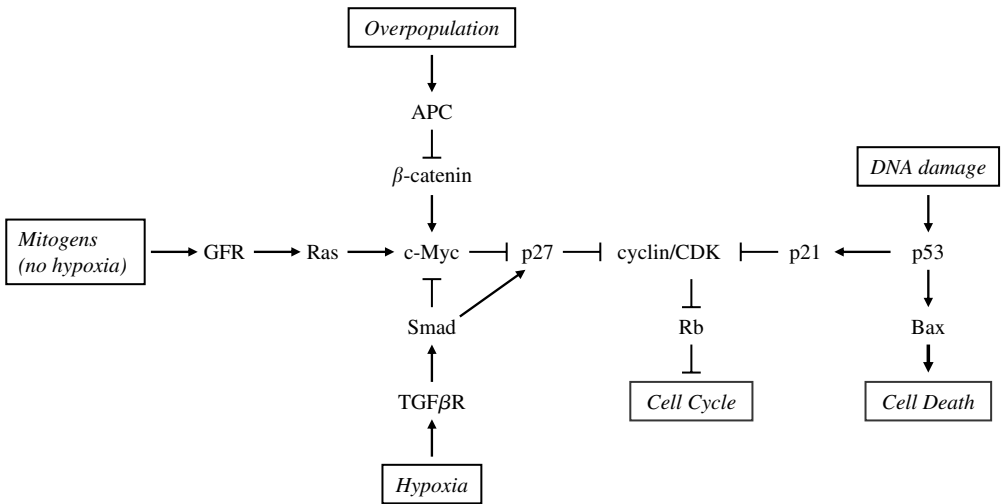 Overpopulation
APC
β-catenin
DNA damage
Mitogens
(no hypoxia)
GFR
Ras
c-Myc
p27
cyclin/CDK
p21
p53
Smad
Rb
Bax
TGFβR
Cell Cycle
Cell Death
Hypoxia